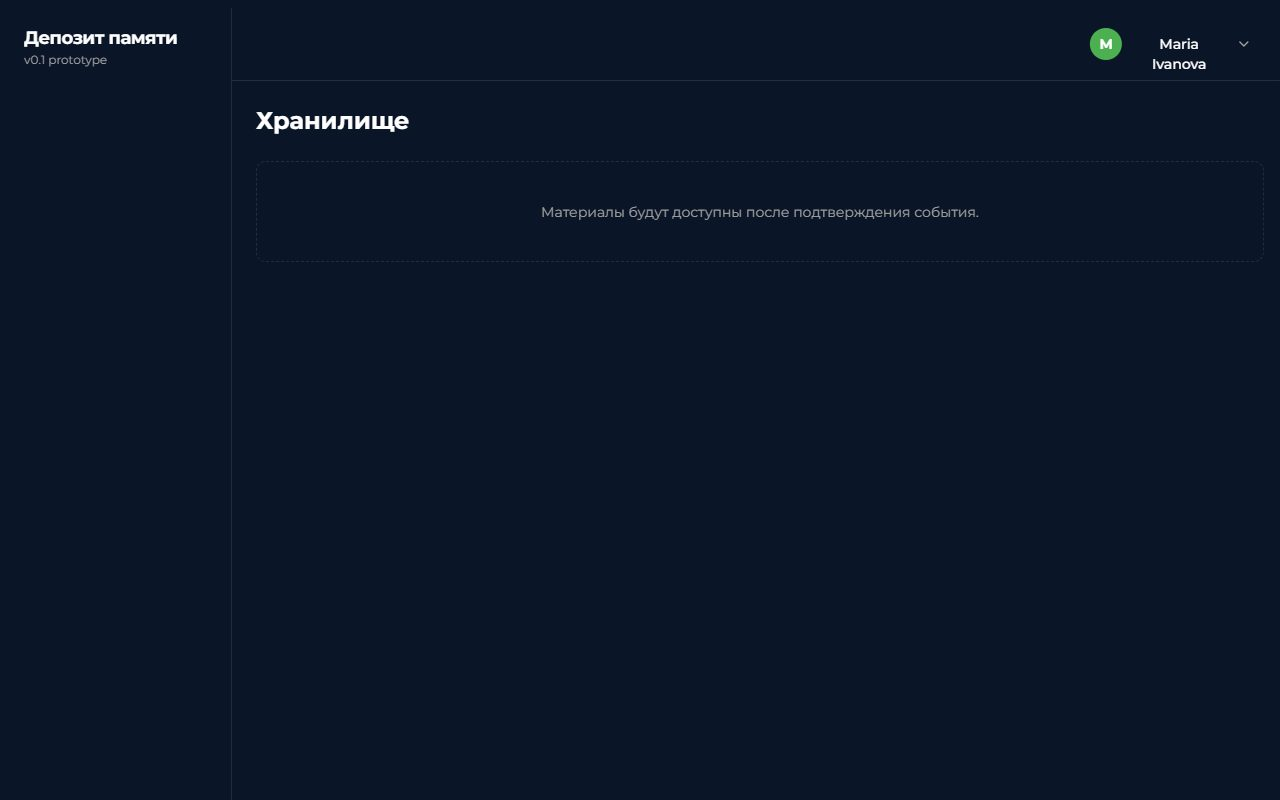 Депозит памяти
v0.1 prototype
M
Maria
Ivanova
Хранилище
Материалы будут доступны после подтверждения события.